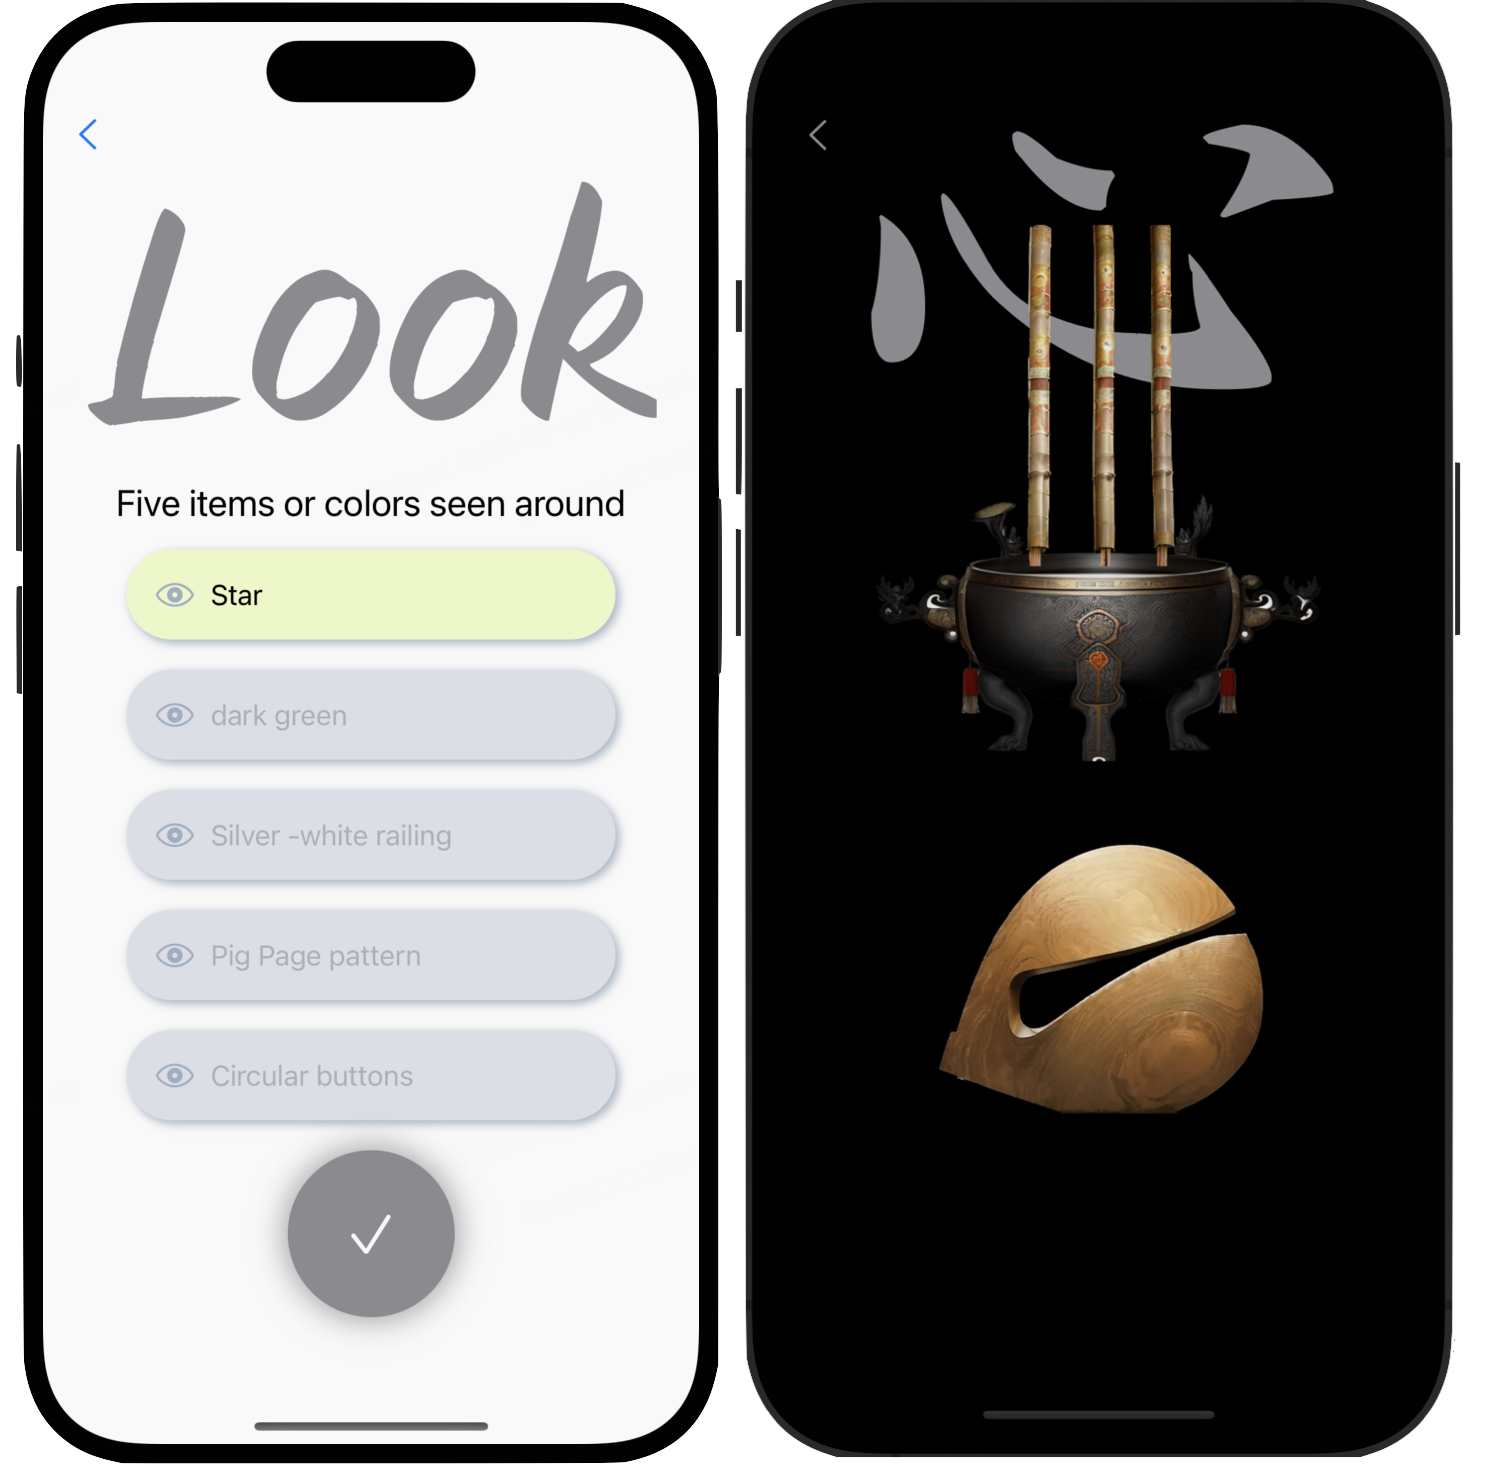 Look
Five items or colors seen around
Star
dark green
Silver -white railing
Pig Page pattern
Circular buttons
心